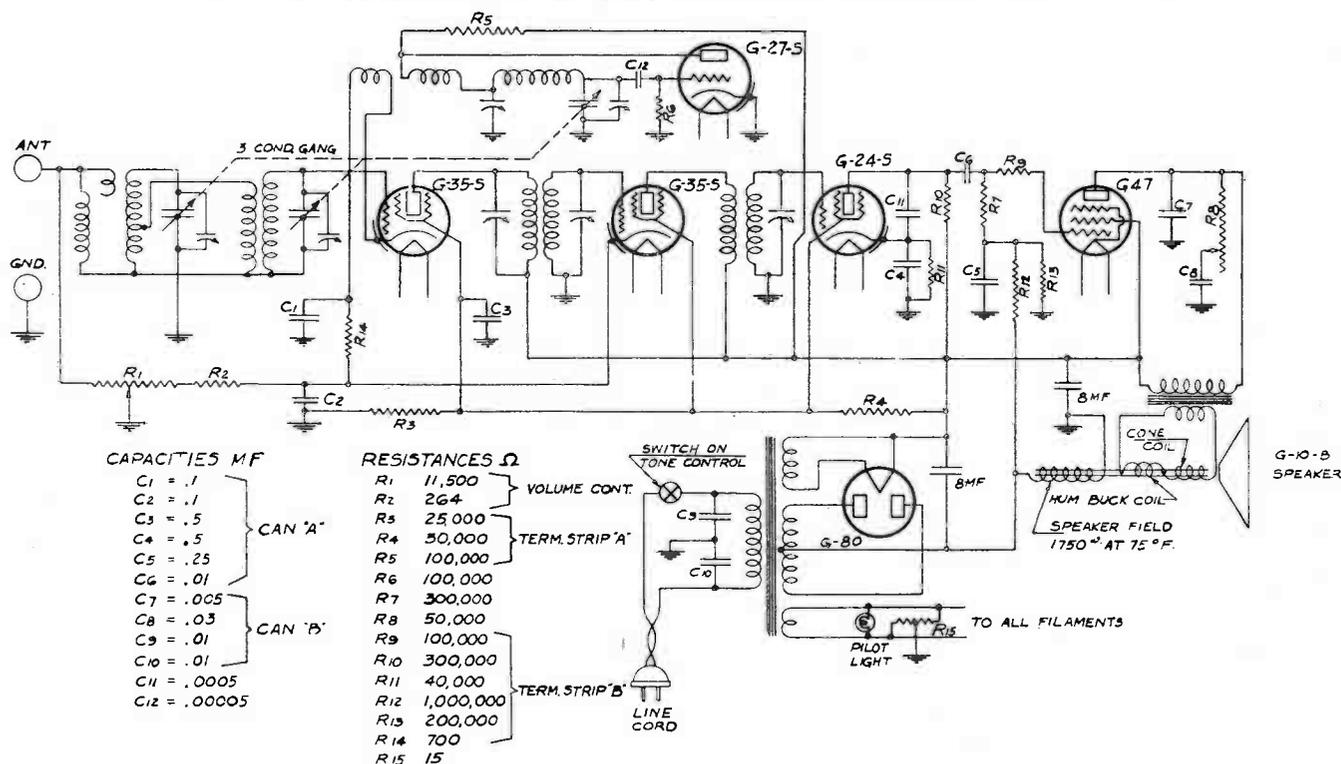 R5
G-27-S
C12
R6
ANT
3 COND. GANG
G-35-S
G-35-S
G-24-S
C6
R9
G47
R10
C11
R7
C7
R8
GND.
C4
R11
C5
R12
R13
C8
C1
R14
C3
R1
R2
C2
R3
R4
8MF
CONE COIL
G-10-B SPEAKER
HUM BUCK COIL
SPEAKER FIELD
1750ω AT 75°F.
SWITCH ON
TONE CONTROL
8MF
C9
C10
G-80
TO ALL FILAMENTS
R15
PILOT
LIGHT
LINE
CORD
CAPACITIES MF
C1 = .1
C2 = .1
C3 = .5
C4 = .5
C5 = .25
C6 = .01
CAN "A"
C7 = .005
C8 = .03
C9 = .01
C10 = .01
CAN "B"
C11 = .0005
C12 = .00005
RESISTANCES Ω
R1 11,500
R2 264
VOLUME CONT.
R3 25,000
R4 30,000
R5 100,000
TERM. STRIP "A"
R6 100,000
R7 300,000
R8 50,000
R9 100,000
R10 300,000
R11 40,000
R12 1,000,000
R13 200,000
R14 700
TERM. STRIP "B"
R15 15